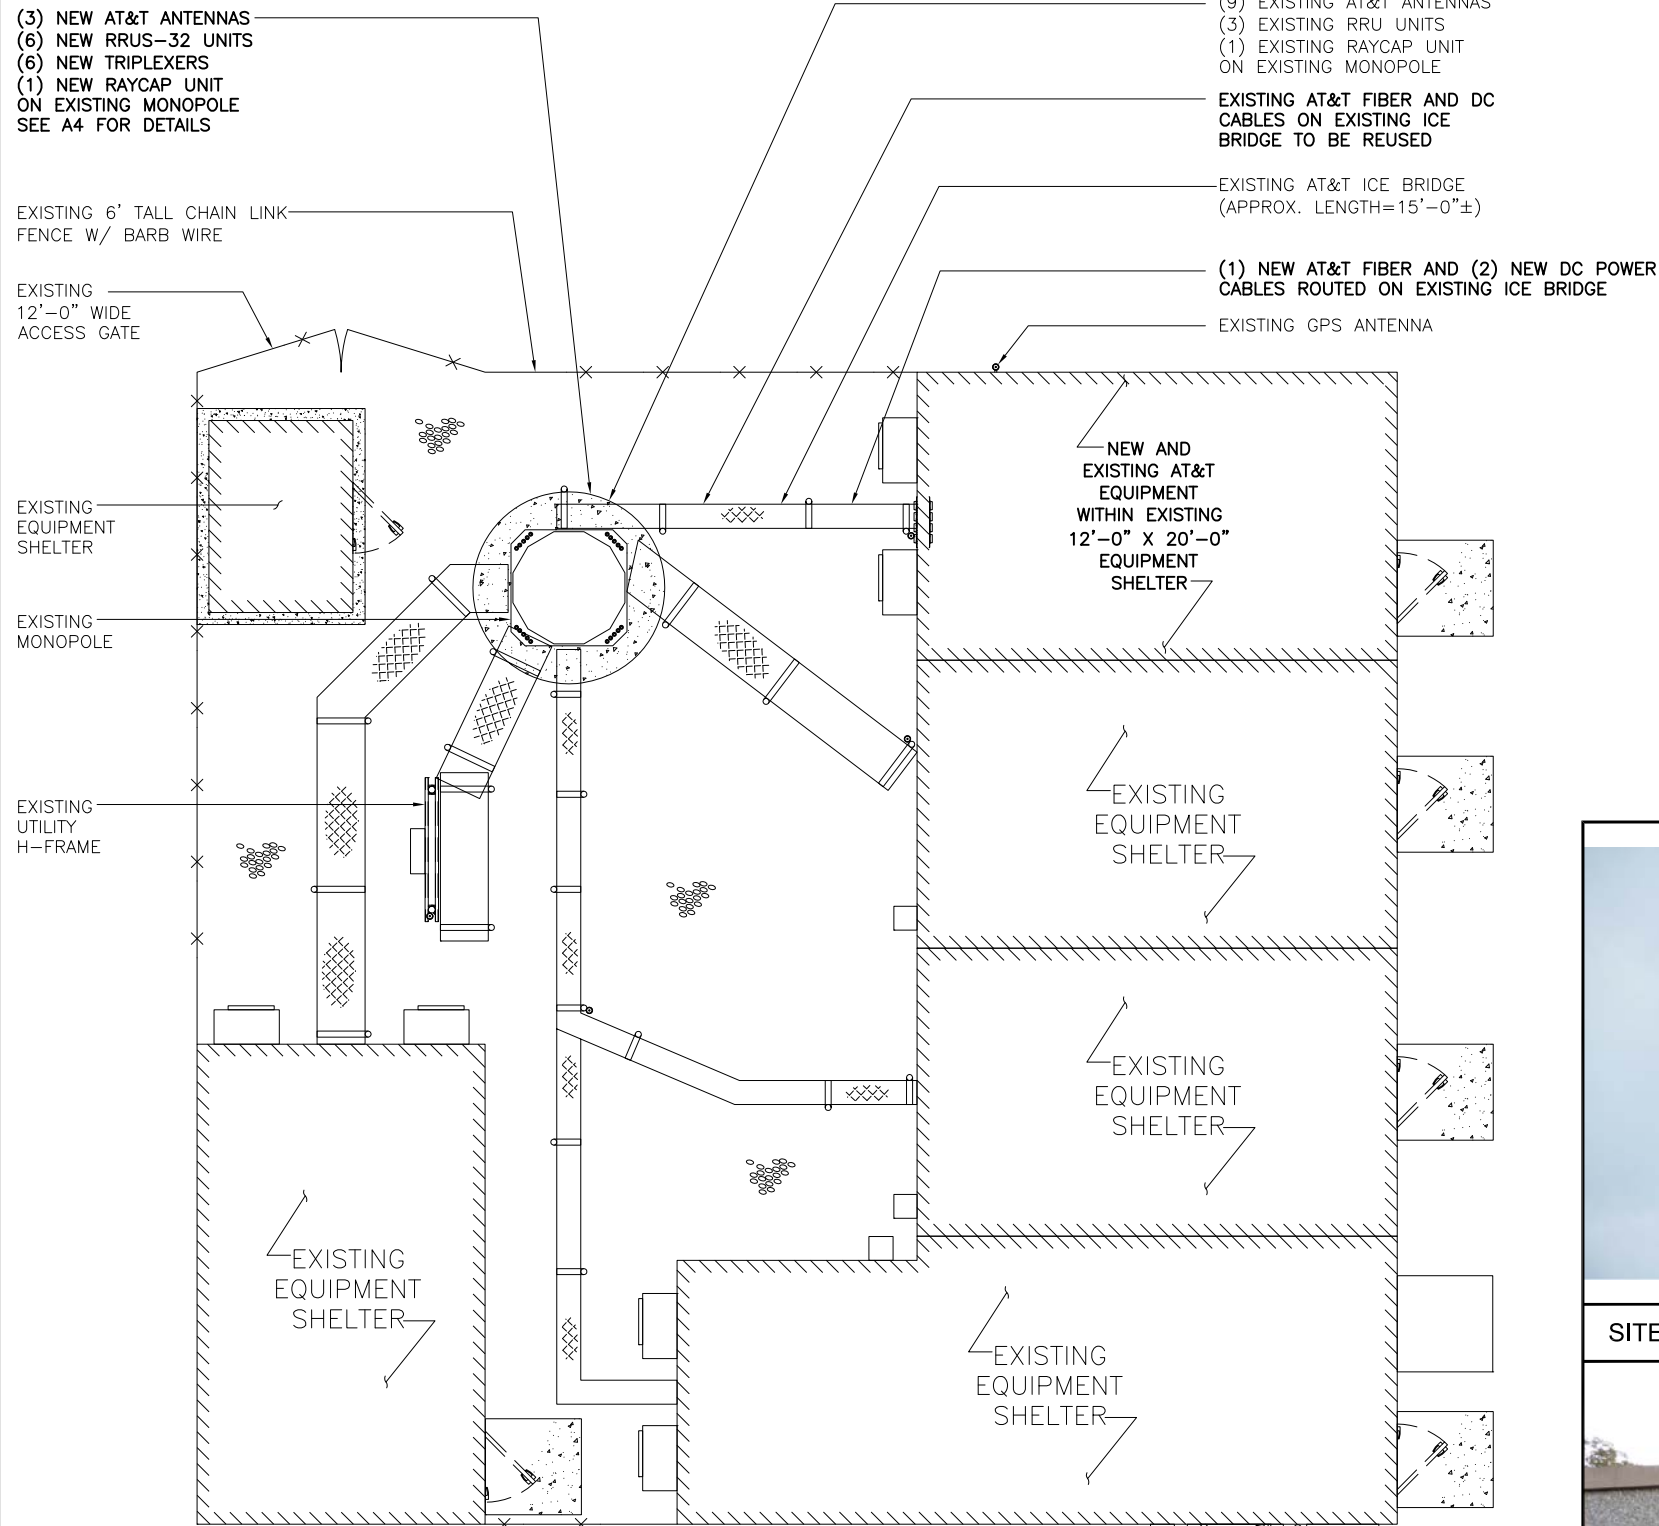 (3) NEW AT&T ANTENNAS
(6) NEW RRUS-32 UNITS
(6) NEW TRIPLEXERS
(1) NEW RAYCAP UNIT
ON EXISTING MONOPOLE
SEE A4 FOR DETAILS
EXISTING 6' TALL CHAIN LINK
FENCE W/ BARB WIRE
EXISTING
12'-0" WIDE
ACCESS GATE
EXISTING
EQUIPMENT
SHELTER
EXISTING
MONOPOLE
EXISTING
UTILITY
H-FRAME
(9) EXISTING AT&T ANTENNAS
(3) EXISTING RRU UNITS
(1) EXISTING RAYCAP UNIT
ON EXISTING MONOPOLE
EXISTING AT&T FIBER AND DC
CABLES ON EXISTING ICE
BRIDGE TO BE REUSED
EXISTING AT&T ICE BRIDGE
(APPROX. LENGTH=15'-0"±)
(1) NEW AT&T FIBER AND (2) NEW DC POWER
CABLES ROUTED ON EXISTING ICE BRIDGE
EXISTING GPS ANTENNA
NEW AND
EXISTING AT&T
EQUIPMENT
WITHIN EXISTING
12'-0" X 20'-0"
EQUIPMENT
SHELTER
EXISTING
EQUIPMENT
SHELTER
EXISTING
EQUIPMENT
SHELTER
EXISTING
EQUIPMENT
SHELTER
EXISTING
EQUIPMENT
SHELTER
SITE